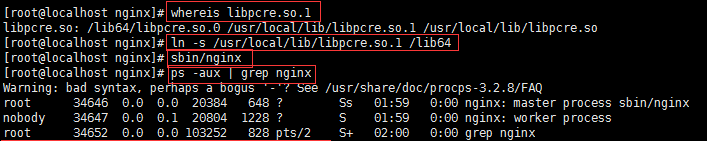 [root@localhost nginx]# whereis libpcre.so.1
libpcre.so: /lib64/libpcre.so.0 /usr/local/lib/libpcre.so.1 /usr/local/lib/libpcre.so
[root@localhost nginx]# ln -s /usr/local/lib/libpcre.so.1 /lib64
[root@localhost nginx]# sbin/nginx
[root@localhost nginx]# ps -aux | grep nginx
Warning: bad syntax, perhaps a bogus '-'? See /usr/share/doc/procps-3.2.8/FAQ
root 34646 0.0 0.0 20384 648 ? Ss 01:59 0:00 nginx: master process sbin/nginx
nobody 34647 0.0 0.1 20804 1228 ? S 01:59 0:00 nginx: worker process
root 34652 0.0 0.0 103252 828 pts/2 S+ 02:00 0:00 grep nginx